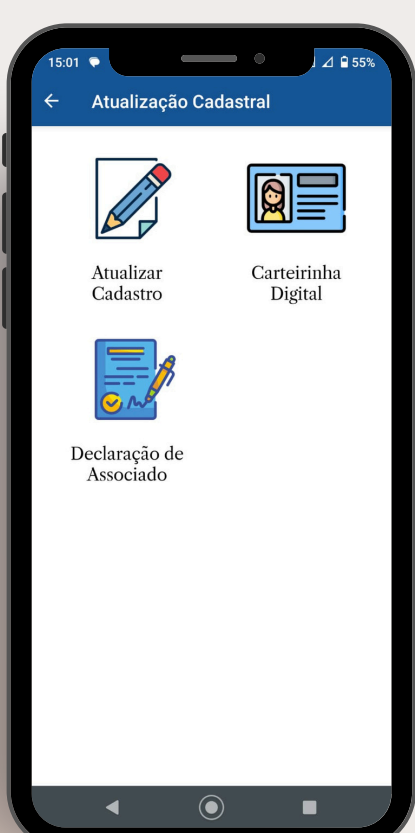 15:01
55%
Atualização Cadastral
Atualizar
Cadastro
Carteirinha
Digital
Declaração de
Associado